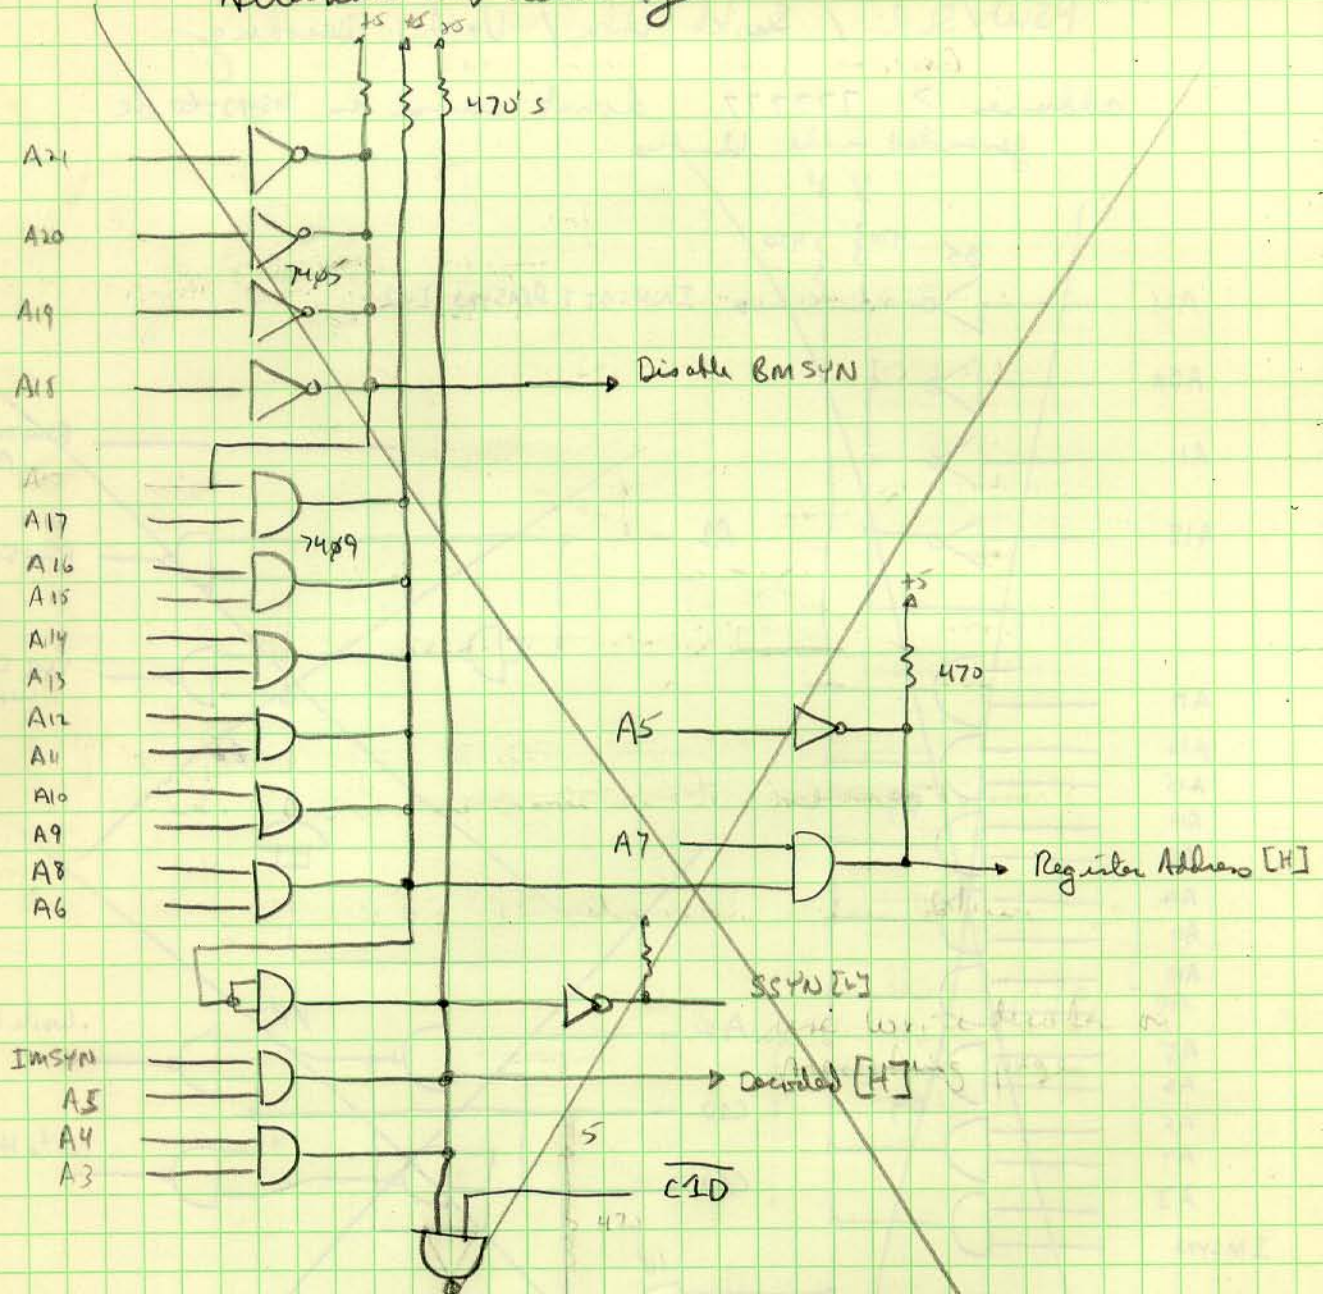 +5 +5 +5
470's
A21
A20
7405
A19
A18
Disable BMSYN
A17
7409
A16
A15
A14
A13
A12
A11
A10
A9
A8
A6
+5
470
A5
A7
Register Address [H]
SSYN [L]
IMSYN
A5
Decoded [H]
A4
A3
5
C1D
470